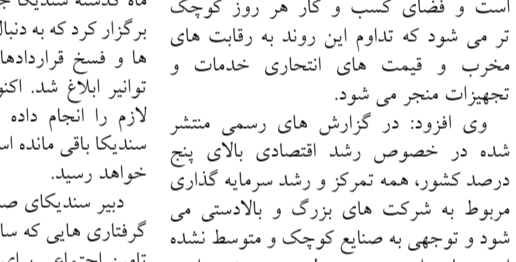 است و فضای کسب و کار هر روز کوچک
تر می شود که تداوم این روند به رقابت های
مخرب و قیمت های انتحاری خدمات و
تجهیزات منجر می شود.
وی افزود: در گزارش های رسمی منتشر
شده در خصوص رشد اقتصادی بالای پنج
درصد کشور، همه تمرکز و رشد سرمایه گذاری
مربوط به شرکت های بزرگ و بالادستی می
شود و توجهی به صنایع کوچک و متوسط نشده
ماه گذشته سندیکا
برگزار کرد که به دنبال
ها و فسخ قراردادها
توانیر ابلاغ شد.
لازم را انجام داده
سندیکا باقی مانده
خواهد رسید.
دبیر سندیکای
گرفتاری هایی که